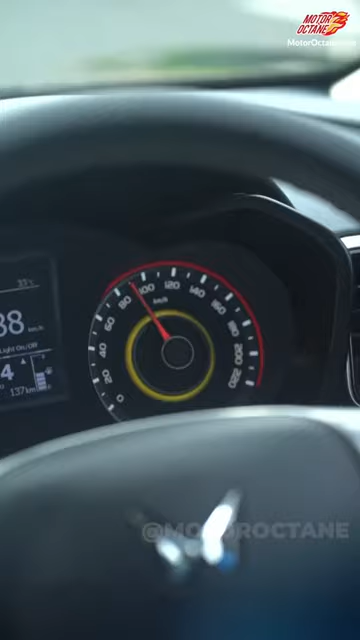 MOTOR
OCTANE
MotorOctane
33°C
88 km/h
Light On/Off
4
137 km
0 20 40 60 80 100 120 140 160 180 200 220
km/h
@MOTOROCTANE